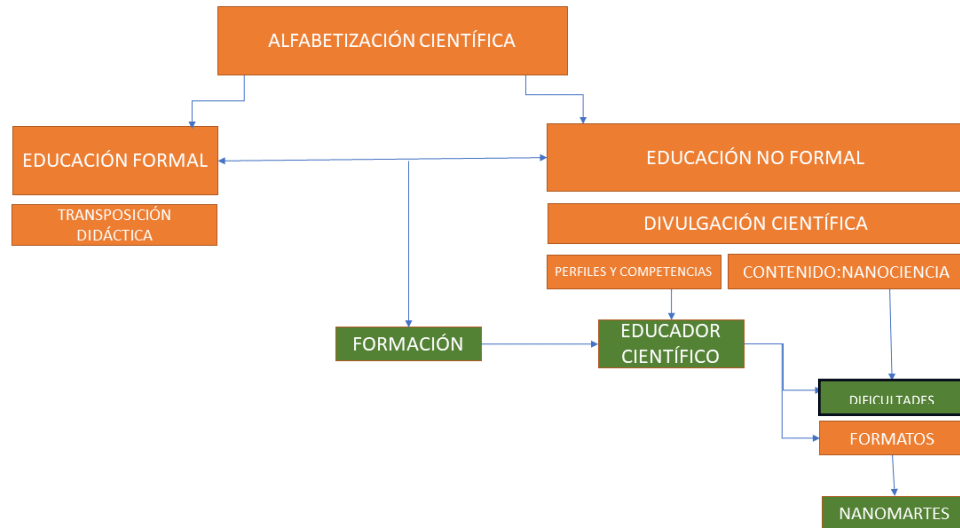 ALFABETIZACIÓN CIENTÍFICA
EDUCACIÓN FORMAL
EDUCACIÓN NO FORMAL
TRANSPOSICIÓN
DIDÁCTICA
DIVULGACIÓN CIENTÍFICA
PERFILES Y COMPETENCIAS
CONTENIDO:NANOCIENCIA
FORMACIÓN
EDUCADOR
CIENTÍFICO
DIFICULTADES
FORMATOS
NANOMARTES